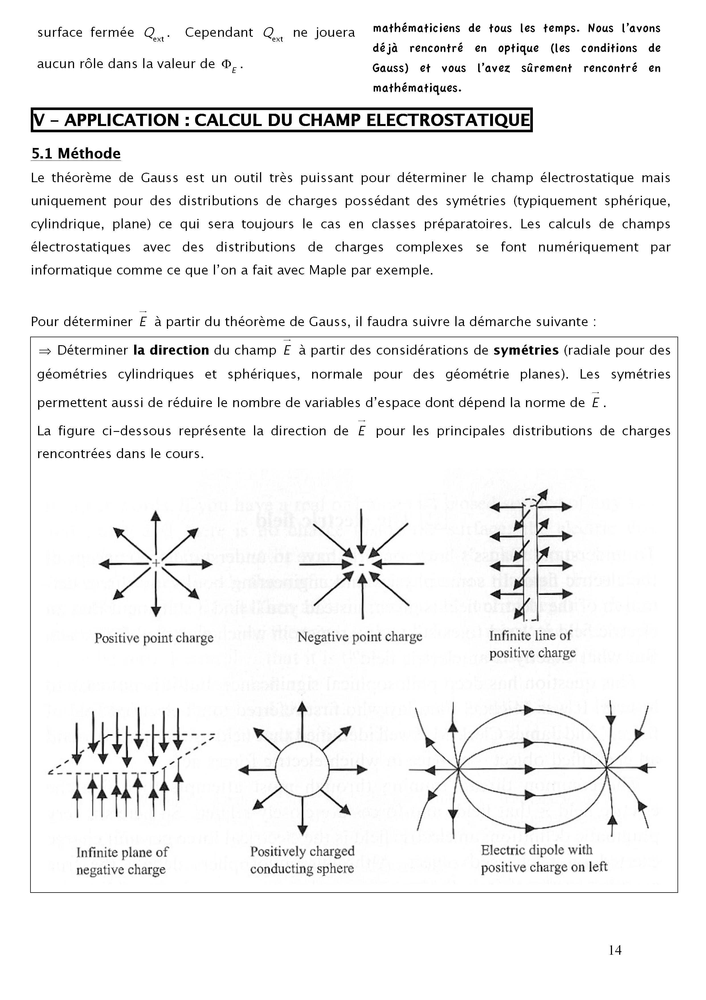 surface fermée Q_ext. Cependant Q_ext ne jouera
aucun rôle dans la valeur de Φ_E .
mathématiciens de tous les temps. Nous l'avons
déjà rencontré en optique (les conditions de
Gauss) et vous l'avez sûrement rencontré en
mathématiques.
V – APPLICATION : CALCUL DU CHAMP ELECTROSTATIQUE
5.1 Méthode
Le théorème de Gauss est un outil très puissant pour déterminer le champ électrostatique mais
uniquement pour des distributions de charges possédant des symétries (typiquement sphérique,
cylindrique, plane) ce qui sera toujours le cas en classes préparatoires. Les calculs de champs
électrostatiques avec des distributions de charges complexes se font numériquement par
informatique comme ce que l'on a fait avec Maple par exemple.
Pour déterminer E⃗ à partir du théorème de Gauss, il faudra suivre la démarche suivante :
⇒ Déterminer la direction du champ E⃗ à partir des considérations de symétries (radiale pour des
géométries cylindriques et sphériques, normale pour des géométrie planes). Les symétries
permettent aussi de réduire le nombre de variables d'espace dont dépend la norme de E⃗ .
La figure ci-dessous représente la direction de E⃗ pour les principales distributions de charges
rencontrées dans le cours.
+
-
Positive point charge
Negative point charge
Infinite line of
positive charge
Infinite plane of
negative charge
Positively charged
conducting sphere
Electric dipole with
positive charge on left
14